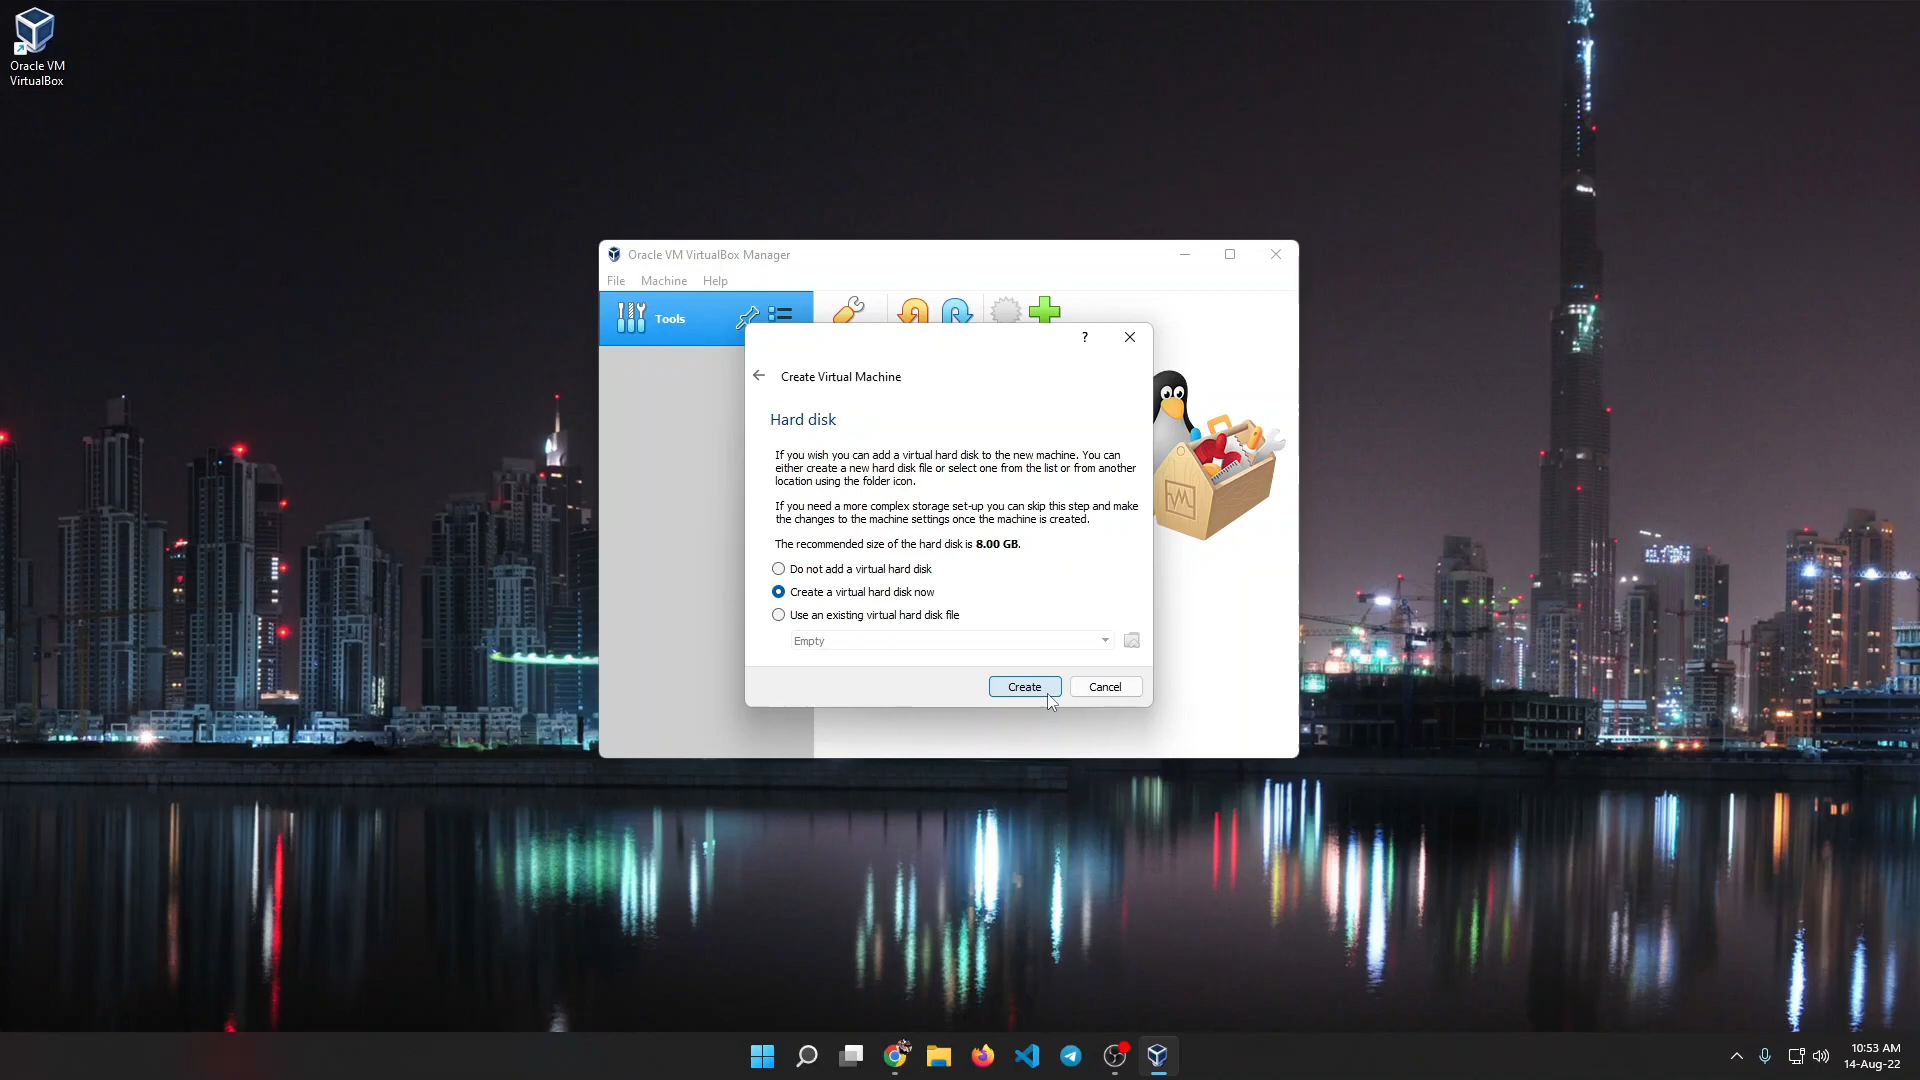 Oracle VM
VirtualBox
Oracle VM VirtualBox Manager
File Machine Help
Tools
?
Create Virtual Machine
Hard disk
If you wish you can add a virtual hard disk to the new machine. You can
either create a new hard disk file or select one from the list or from another
location using the folder icon.
If you need a more complex storage set-up you can skip this step and make
the changes to the machine settings once the machine is created.
The recommended size of the hard disk is 8.00 GB.
Do not add a virtual hard disk
Create a virtual hard disk now
Use an existing virtual hard disk file
Empty
Create Cancel
10:53 AM
14-Aug-22